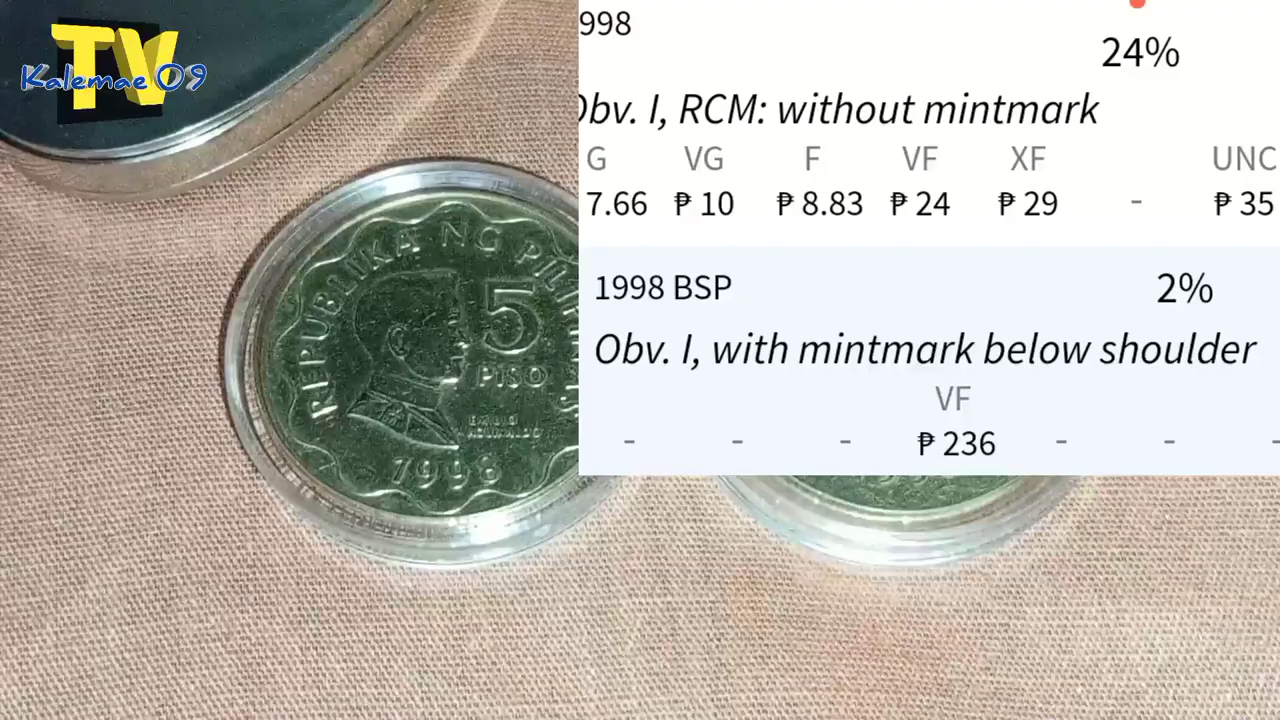 TV
Kalemae 09
998
24%
Obv. I, RCM: without mintmark
G VG F VF XF UNC
7.66 ₱ 10 ₱ 8.83 ₱ 24 ₱ 29 - ₱ 35
1998 BSP
2%
Obv. I, with mintmark below shoulder
VF
- - - ₱ 236 - - -
REPUBLIKA NG PILIPINAS
5
PISO
EMILIO
AGUINALDO
1998